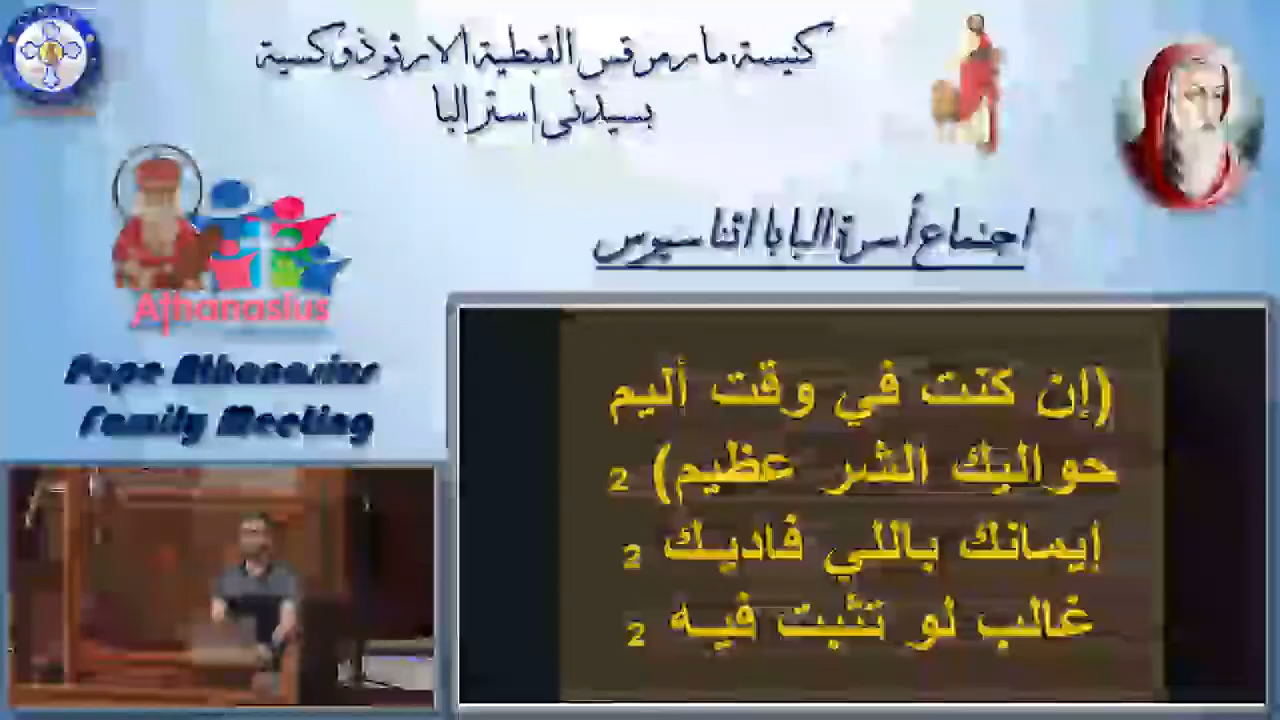 كنيسة مارمرقس القبطية الارثوذوكسية
بسيدني استراليا
اجتماع أسرة البابا اثناسيوس
Athanasius
Pope Athanasius
Family Meeting
(إن كنت في وقت أليم
حواليك الشر عظيم) 2
إيمانك باللي فاديك 2
غالب لو تثبت فيه 2